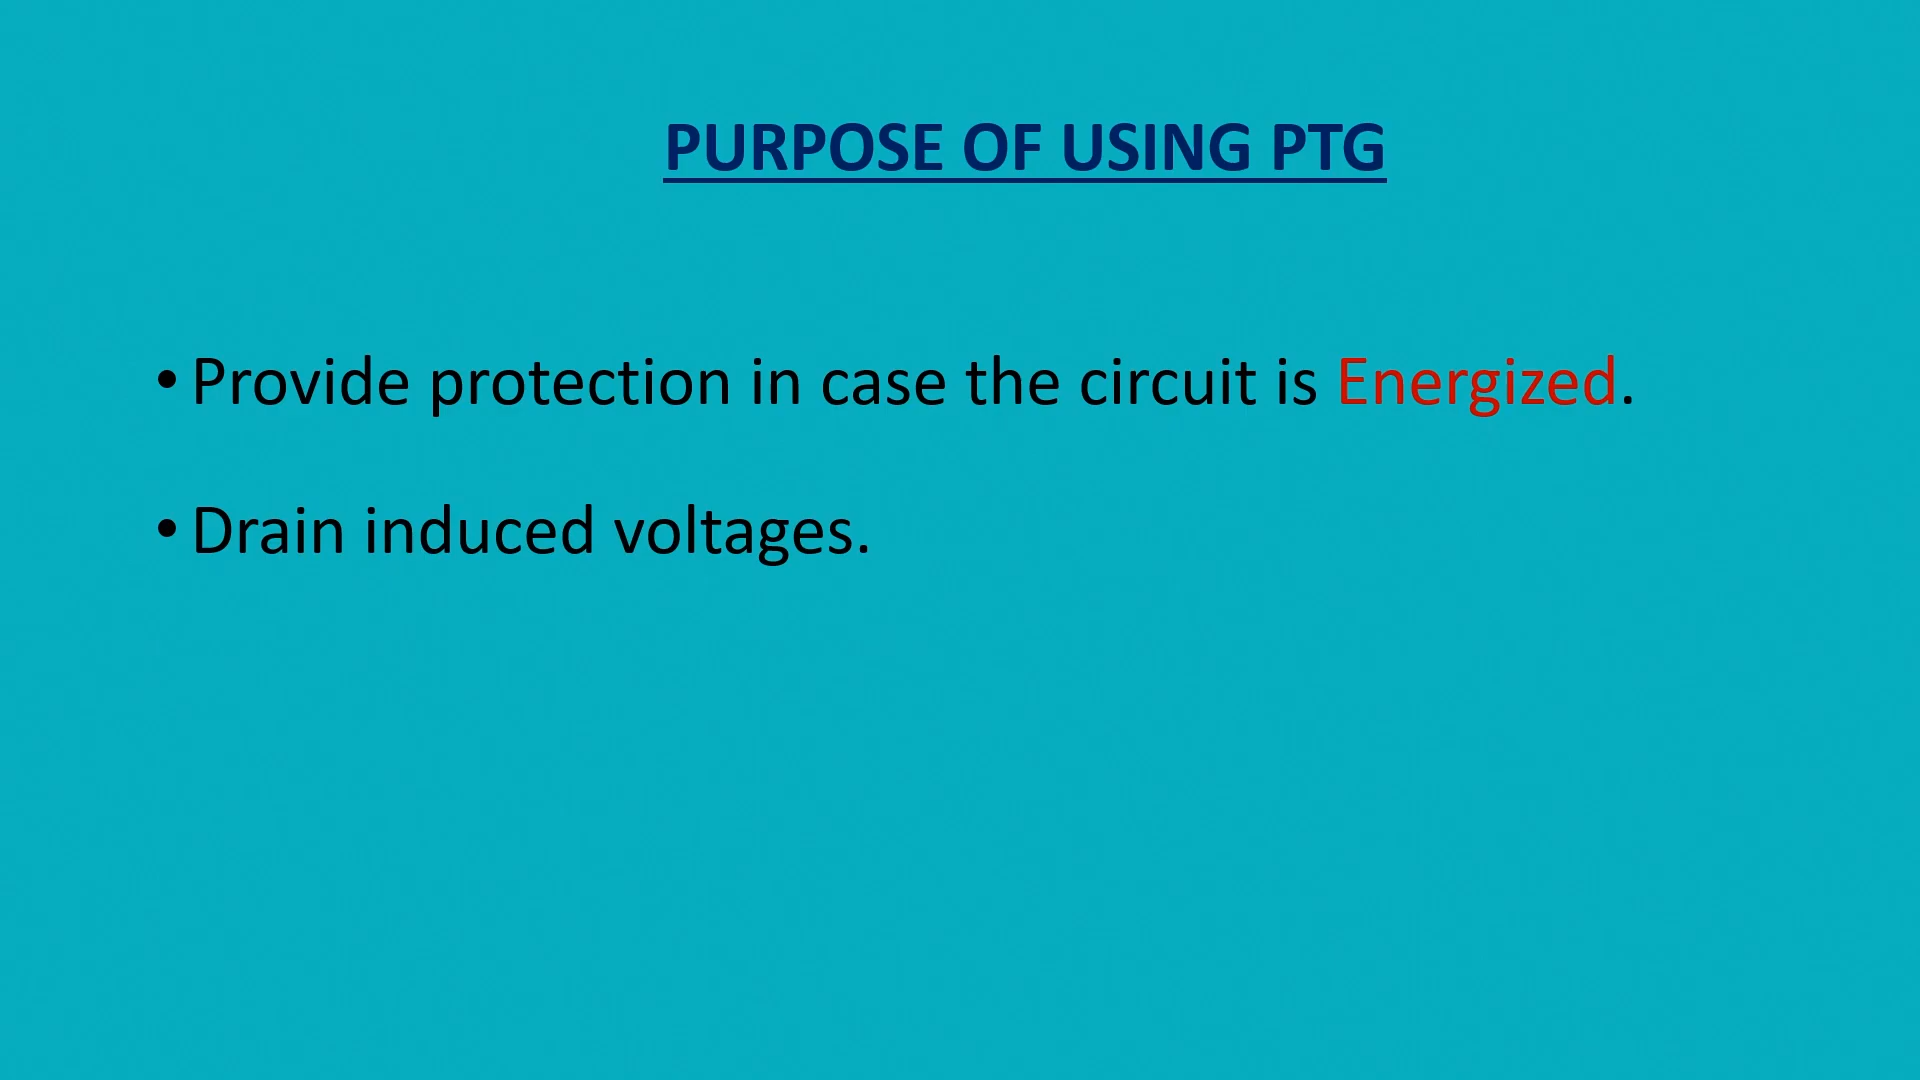 PURPOSE OF USING PTG
• Provide protection in case the circuit is Energized.
• Drain induced voltages.